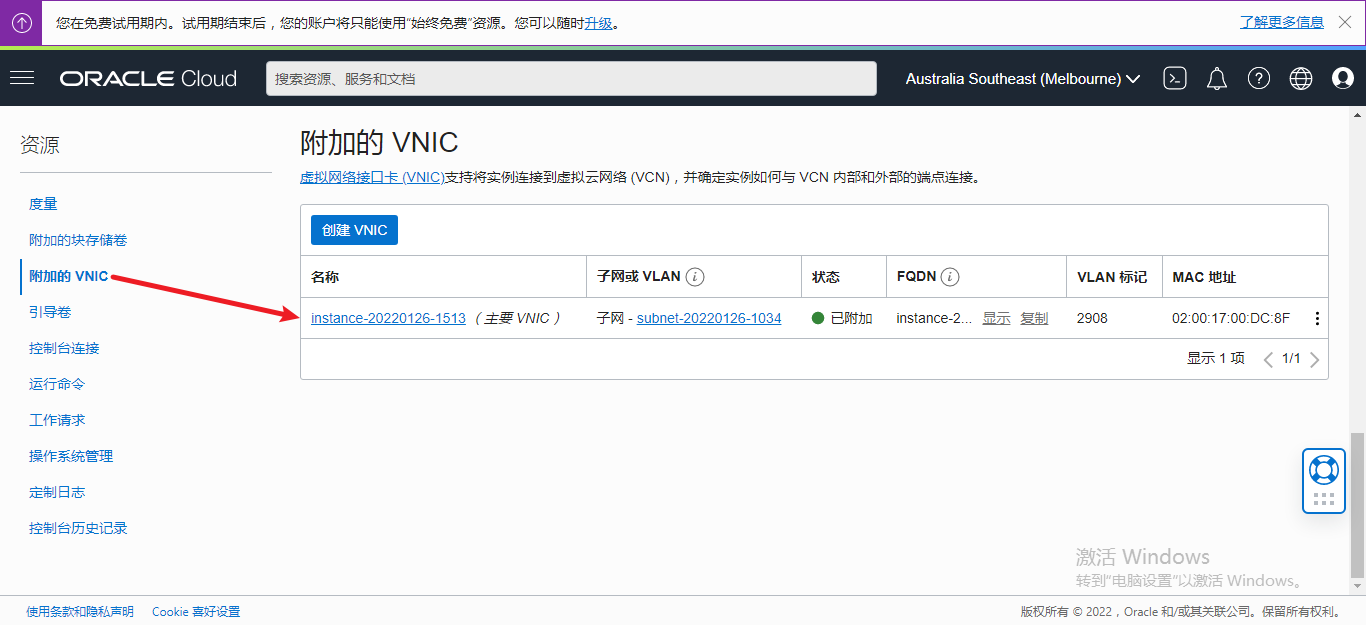 您在免费试用期内。试用期结束后，您的账户将只能使用“始终免费”资源。您可以随时升级。
了解更多信息
ORACLE Cloud
搜索资源、服务和文档
Australia Southeast (Melbourne)
资源
度量
附加的块存储卷
附加的 VNIC
引导卷
控制台连接
运行命令
工作请求
操作系统管理
定制日志
控制台历史记录
附加的 VNIC
虚拟网络接口卡 (VNIC)支持将实例连接到虚拟云网络 (VCN)，并确定实例如何与 VCN 内部和外部的端点连接。
创建 VNIC
名称 子网或 VLAN 状态 FQDN VLAN 标记 MAC 地址
instance-20220126-1513（主要 VNIC ） 子网 - subnet-20220126-1034 已附加 instance-2... 显示 复制 2908 02:00:17:00:DC:8F
显示 1 项 1/1
激活 Windows
转到“电脑设置”以激活 Windows。
使用条款和隐私声明 Cookie 喜好设置
版权所有 © 2022，Oracle 和/或其关联公司。保留所有权利。